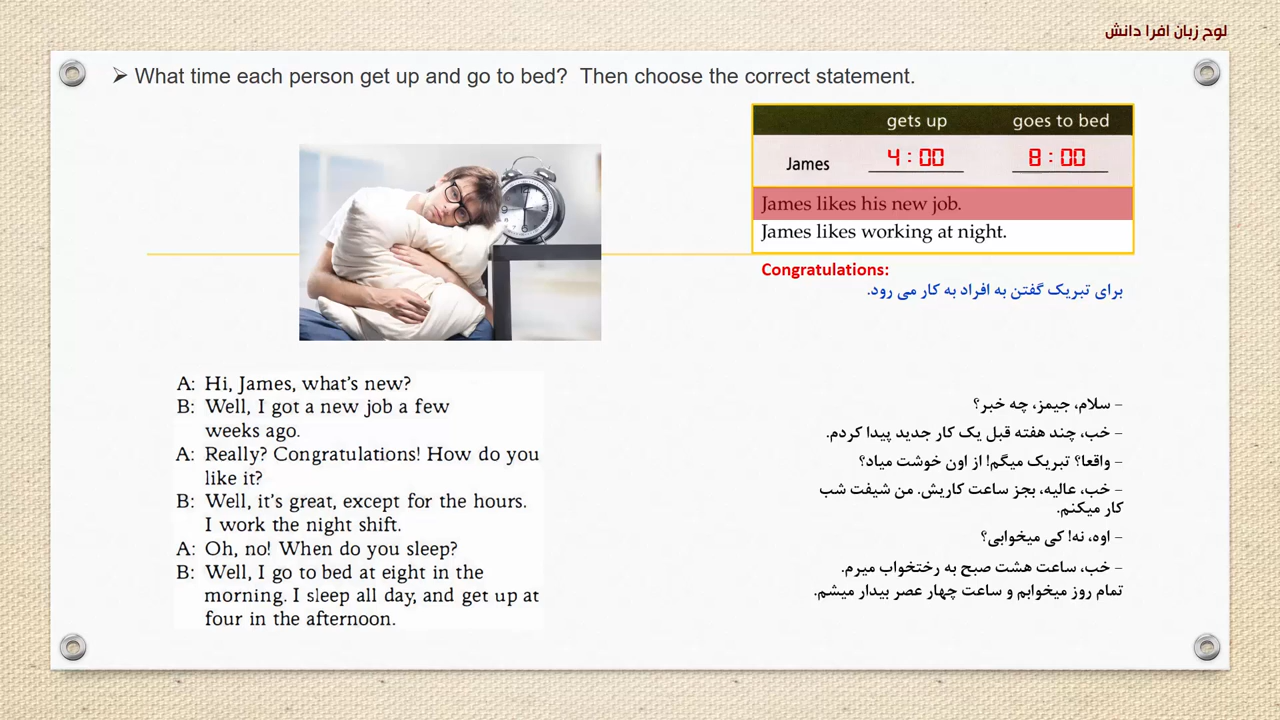 لوح زبان افرا دانش
➢ What time each person get up and go to bed? Then choose the correct statement.
gets up goes to bed
James 4:00 8:00
James likes his new job.
James likes working at night.
Congratulations:
برای تبریک گفتن به افراد به کار می رود.
A: Hi, James, what's new?
B: Well, I got a new job a few
weeks ago.
A: Really? Congratulations! How do you
like it?
B: Well, it's great, except for the hours.
I work the night shift.
A: Oh, no! When do you sleep?
B: Well, I go to bed at eight in the
morning. I sleep all day, and get up at
four in the afternoon.
- سلام، جیمز، چه خبر؟
- خب، چند هفته قبل یک کار جدید پیدا کردم.
- واقعا؟ تبریک میگم! از اون خوشت میاد؟
- خب، عالیه، بجز ساعت کاریش. من شیفت شب
کار میکنم.
- اوه، نه! کی میخوابی؟
- خب، ساعت هشت صبح به رختخواب میرم.
تمام روز میخوابم و ساعت چهار عصر بیدار میشم.